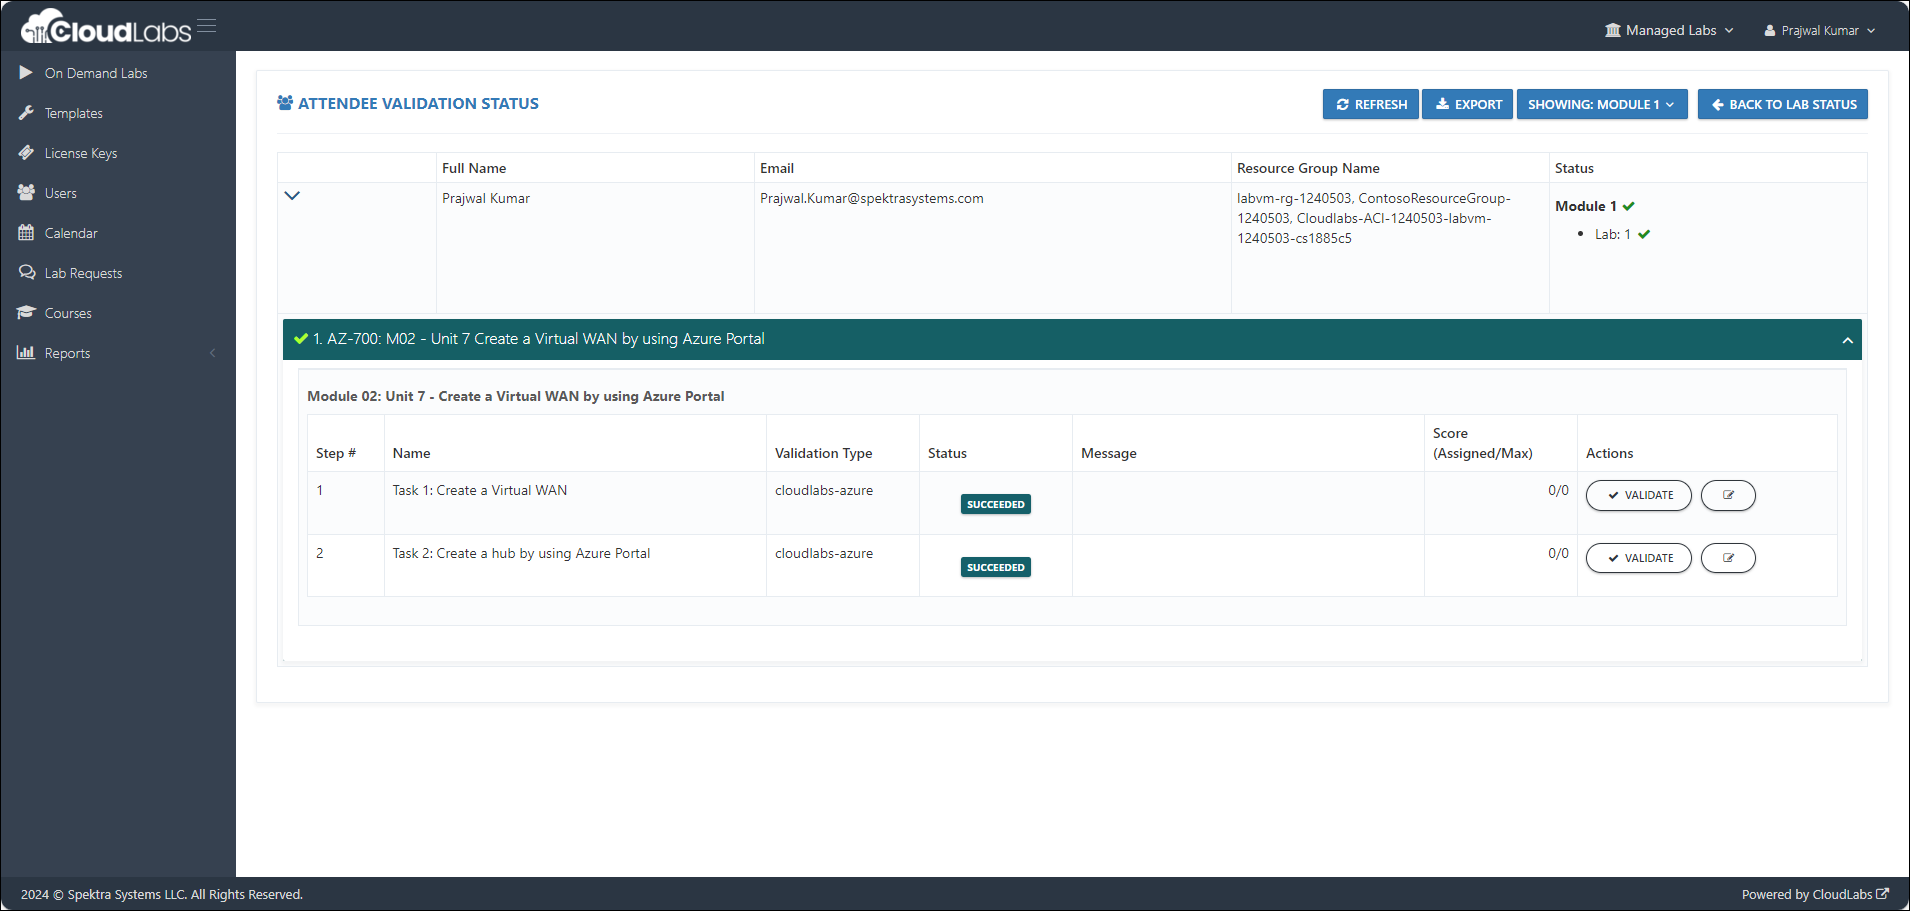 CloudLabs
Managed Labs
Prajwal Kumar
On Demand Labs
Templates
License Keys
Users
Calendar
Lab Requests
Courses
Reports
ATTENDEE VALIDATION STATUS
REFRESH
EXPORT
SHOWING: MODULE 1
BACK TO LAB STATUS
Full Name
Email
Resource Group Name
Status
Prajwal Kumar
Prajwal.Kumar@spektrasystems.com
labvm-rg-1240503, ContosoResourceGroup-
1240503, Cloudlabs-ACI-1240503-labvm-
1240503-cs1885c5
Module 1
• Lab: 1
1. AZ-700: M02 - Unit 7 Create a Virtual WAN by using Azure Portal
Module 02: Unit 7 - Create a Virtual WAN by using Azure Portal
Step #
Name
Validation Type
Status
Message
Score
(Assigned/Max)
Actions
1
Task 1: Create a Virtual WAN
cloudlabs-azure
SUCCEEDED
0/0
VALIDATE
2
Task 2: Create a hub by using Azure Portal
cloudlabs-azure
SUCCEEDED
0/0
VALIDATE
2024 © Spektra Systems LLC. All Rights Reserved.
Powered by CloudLabs